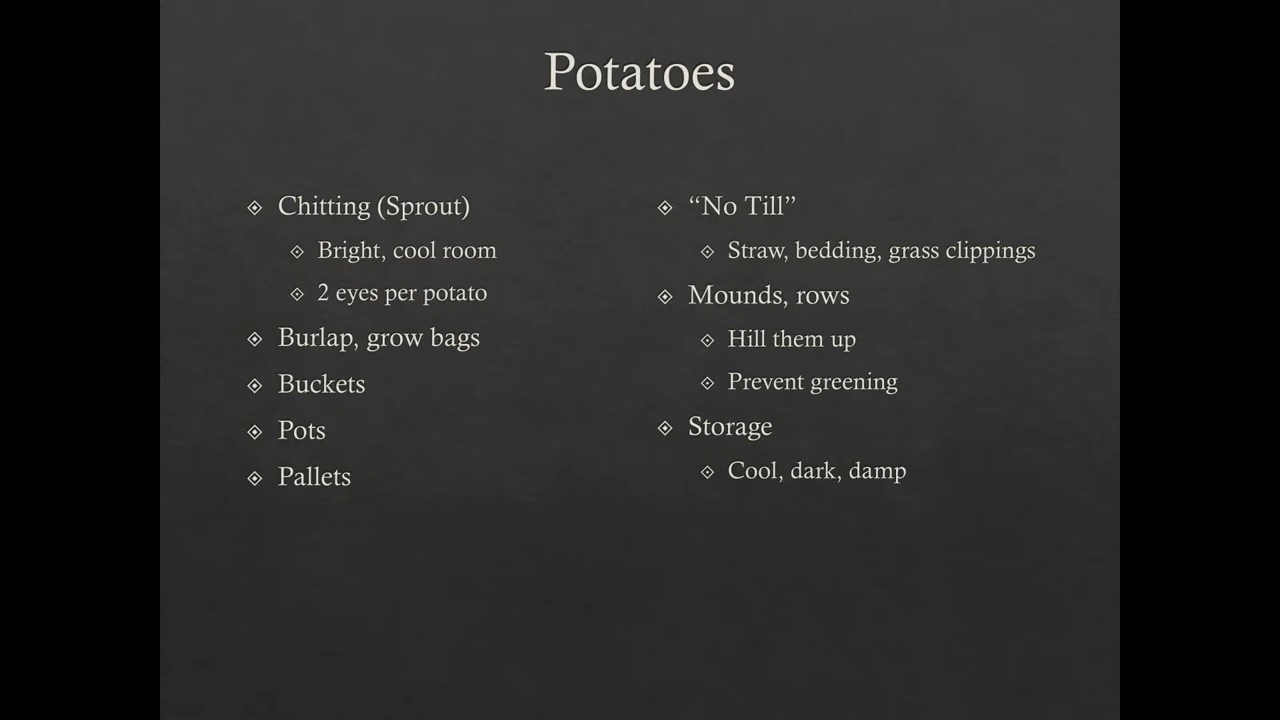 Potatoes
Chitting (Sprout)
Bright, cool room
2 eyes per potato
Burlap, grow bags
Buckets
Pots
Pallets
“No Till”
Straw, bedding, grass clippings
Mounds, rows
Hill them up
Prevent greening
Storage
Cool, dark, damp